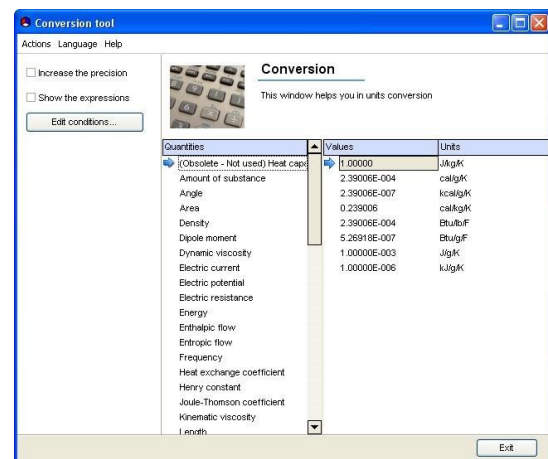 Conversion tool
Actions Language Help
Increase the precision
Show the expressions
Edit conditions...
Conversion
This window helps you in units conversion
Quantities
(Obsolete - Not used) Heat capa
Amount of substance
Angle
Area
Density
Dipole moment
Dynamic viscosity
Electric current
Electric potential
Electric resistance
Energy
Enthalpic flow
Entropic flow
Frequency
Heat exchange coefficient
Henry constant
Joule-Thomson coefficient
Kinematic viscosity
Length
Values Units
1.00000 J/kg/K
2.39006E-004 cal/g/K
2.39006E-007 kcal/g/K
0.239006 cal/kg/K
2.39006E-004 Btu/lb/F
5.26918E-007 Btu/g/F
1.00000E-003 J/g/K
1.00000E-006 kJ/g/K
Exit